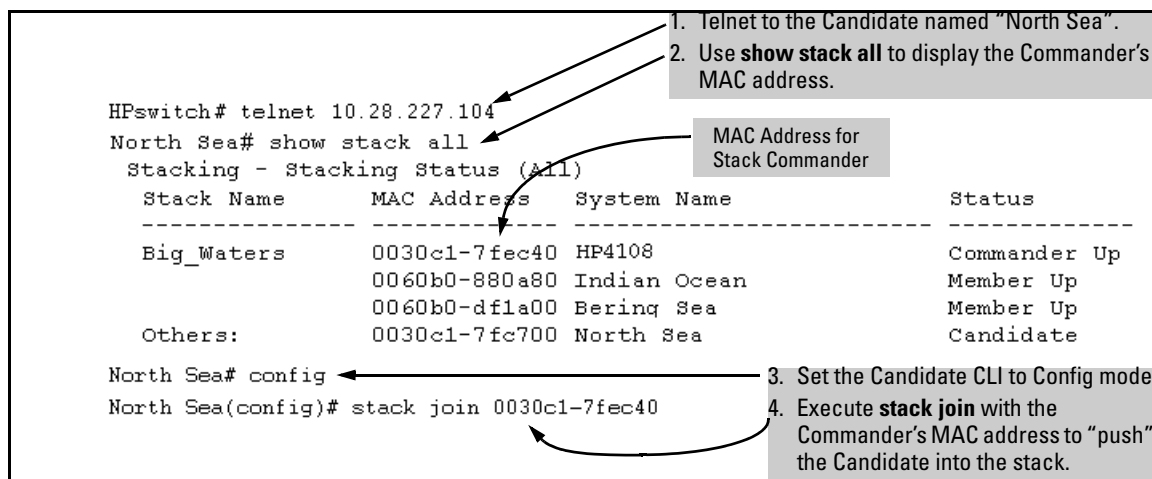 1. Telnet to the Candidate named “North Sea”.
2. Use show stack all to display the Commander’s
MAC address.
HPswitch# telnet 10.28.227.104
North Sea# show stack all
MAC Address for
Stack Commander
Stacking - Stacking Status (All)
Stack Name MAC Address System Name Status
--------------- ------------- ------------------------- -------------
Big_Waters 0030c1-7fec40 HP4108 Commander Up
0060b0-880a80 Indian Ocean Member Up
0060b0-df1a00 Bering Sea Member Up
Others: 0030c1-7fc700 North Sea Candidate
North Sea# config
3. Set the Candidate CLI to Config mode
North Sea(config)# stack join 0030c1-7fec40
4. Execute stack join with the
Commander’s MAC address to “push”
the Candidate into the stack.